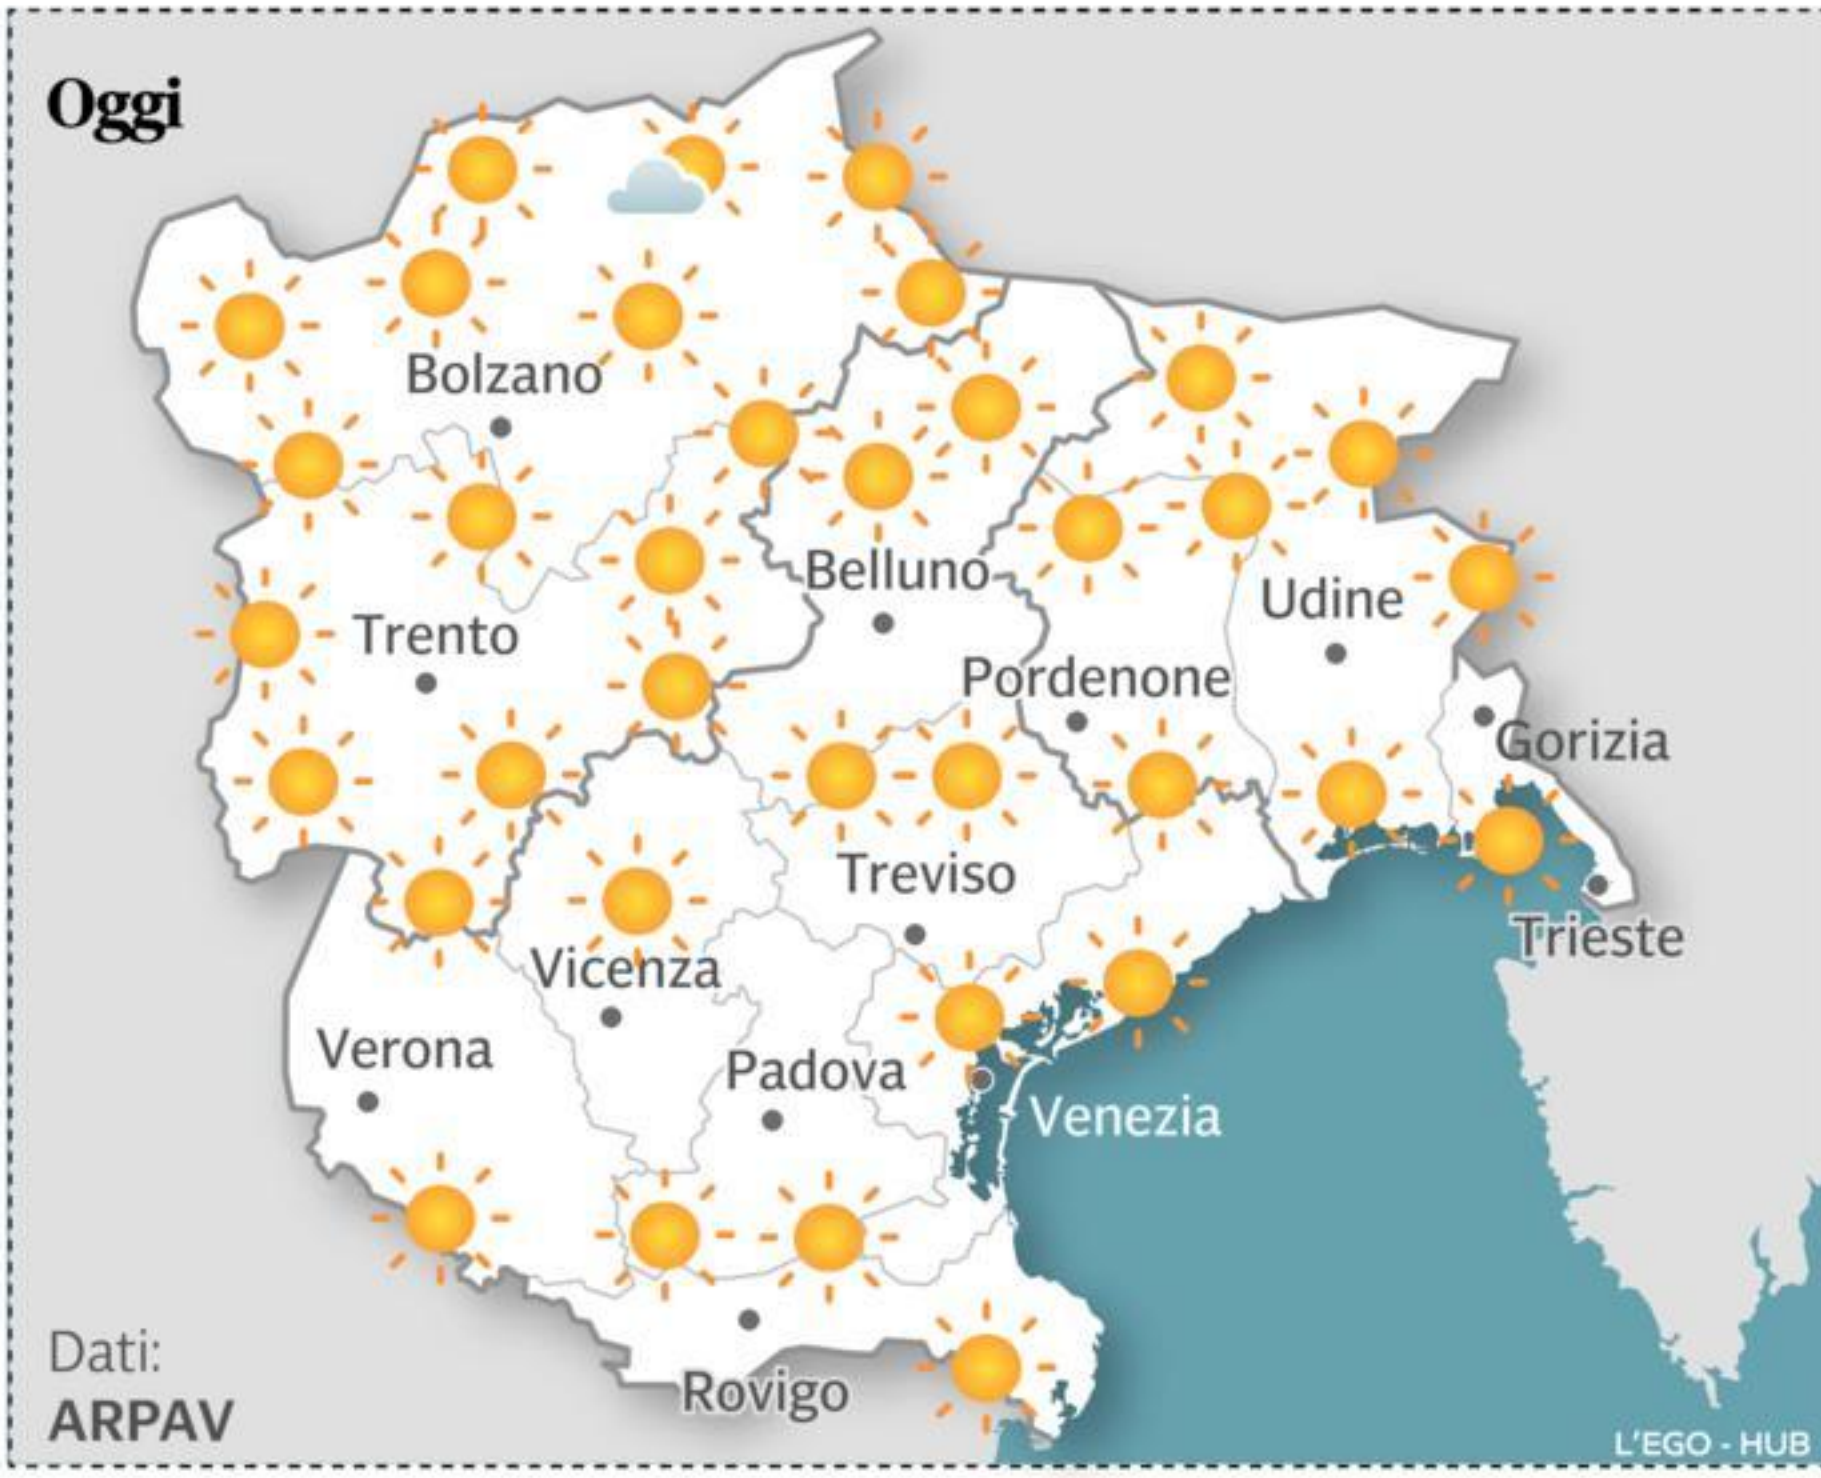 Oggi
Bolzano
Belluno
Udine
Trento
Pordenone
Gorizia
Treviso
Trieste
Vicenza
Verona
Padova
Venezia
Dati:
ARPAV
Rovigo
L'EGO - HUB